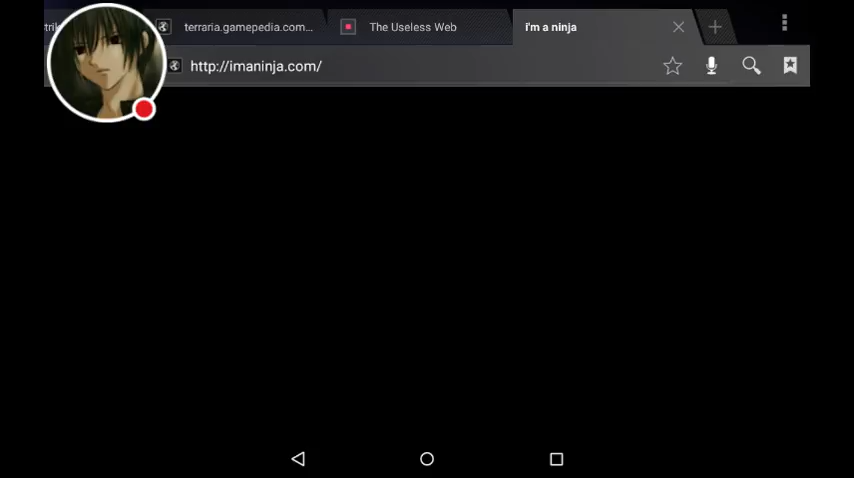 terraria.gamepedia.com...
The Useless Web
i'm a ninja
http://imaninja.com/